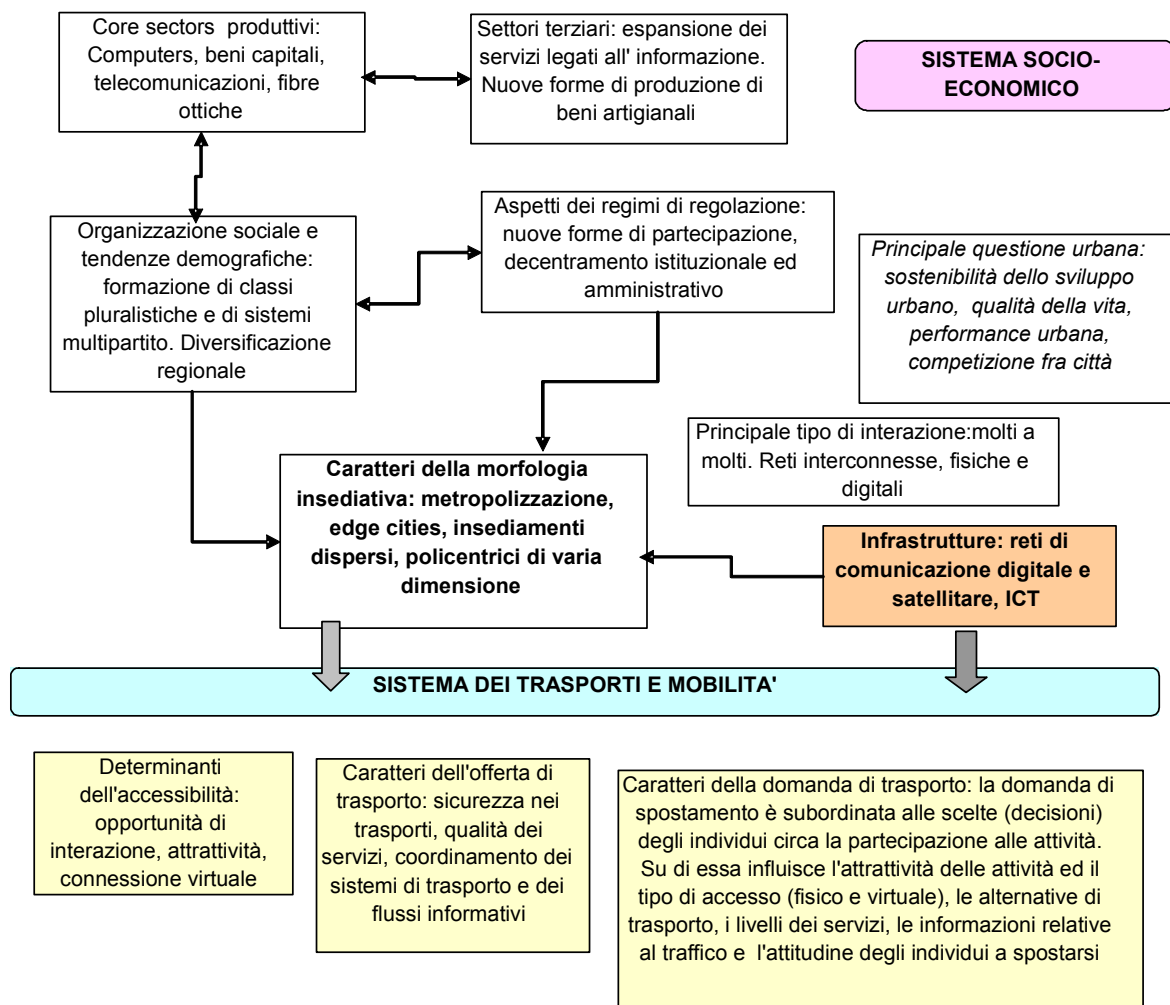 Core sectors produttivi:
Computers, beni capitali,
telecomunicazioni, fibre
ottiche
Settori terziari: espansione dei
servizi legati all' informazione.
Nuove forme di produzione di
beni artigianali
SISTEMA SOCIO-
ECONOMICO
Organizzazione sociale e
tendenze demografiche:
formazione di classi
pluralistiche e di sistemi
multipartito. Diversificazione
regionale
Aspetti dei regimi di regolazione:
nuove forme di partecipazione,
decentramento istituzionale ed
amministrativo
Principale questione urbana:
sostenibilità dello sviluppo
urbano, qualità della vita,
performance urbana,
competizione fra città
Principale tipo di interazione:molti a
molti. Reti interconnesse, fisiche e
digitali
Caratteri della morfologia
insediativa: metropolizzazione,
edge cities, insediamenti
dispersi, policentrici di varia
dimensione
Infrastrutture: reti di
comunicazione digitale e
satellitare, ICT
SISTEMA DEI TRASPORTI E MOBILITA'
Determinanti
dell'accessibilità:
opportunità di
interazione, attrattività,
connessione virtuale
Caratteri dell'offerta di
trasporto: sicurezza nei
trasporti, qualità dei
servizi, coordinamento dei
sistemi di trasporto e dei
flussi informativi
Caratteri della domanda di trasporto: la domanda di
spostamento è subordinata alle scelte (decisioni)
degli individui circa la partecipazione alle attività.
Su di essa influisce l'attrattività delle attività ed il
tipo di accesso (fisico e virtuale), le alternative di
trasporto, i livelli dei servizi, le informazioni relative
al traffico e l'attitudine degli individui a spostarsi